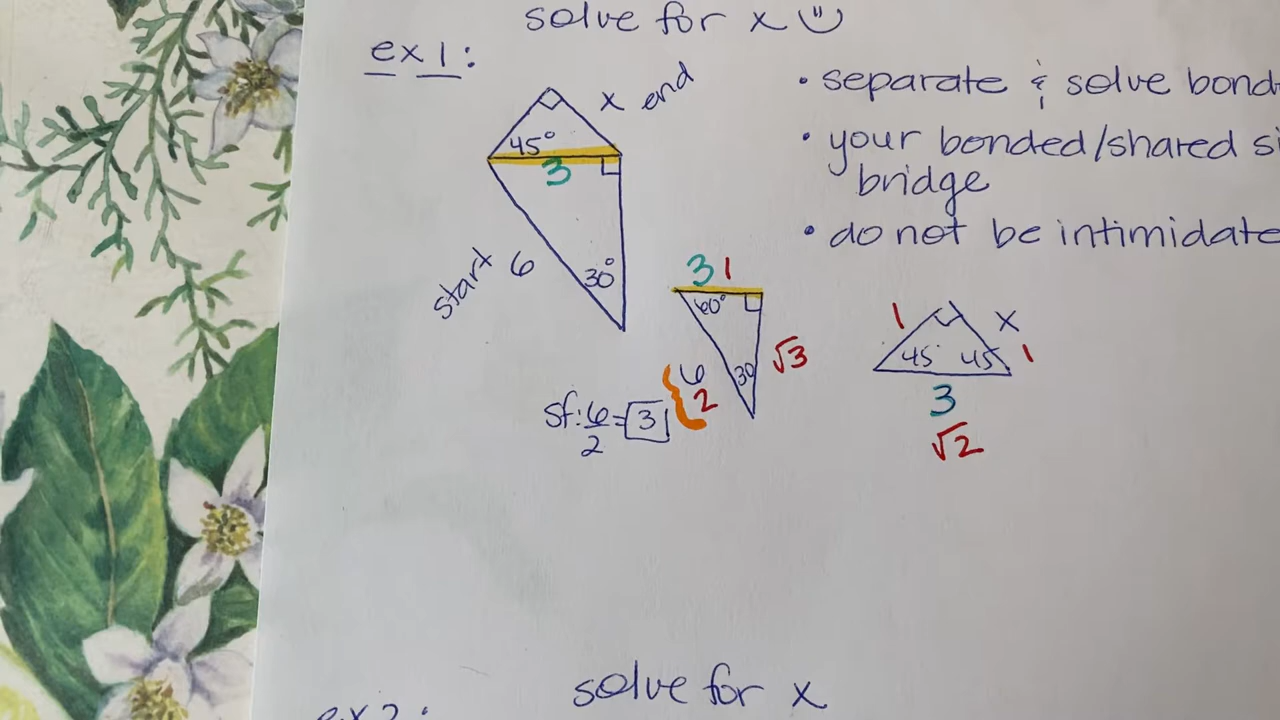 solve for x
ex 1:
x end
45°
3
start 6
30°
3 1
60°
√3
6
2
30
sf: 6/2 = 3
1
x
45 45
1
3
√2
• separate & solve bond
• your bonded/shared
bridge
• do not be intimidate
solve for x
ex 2: